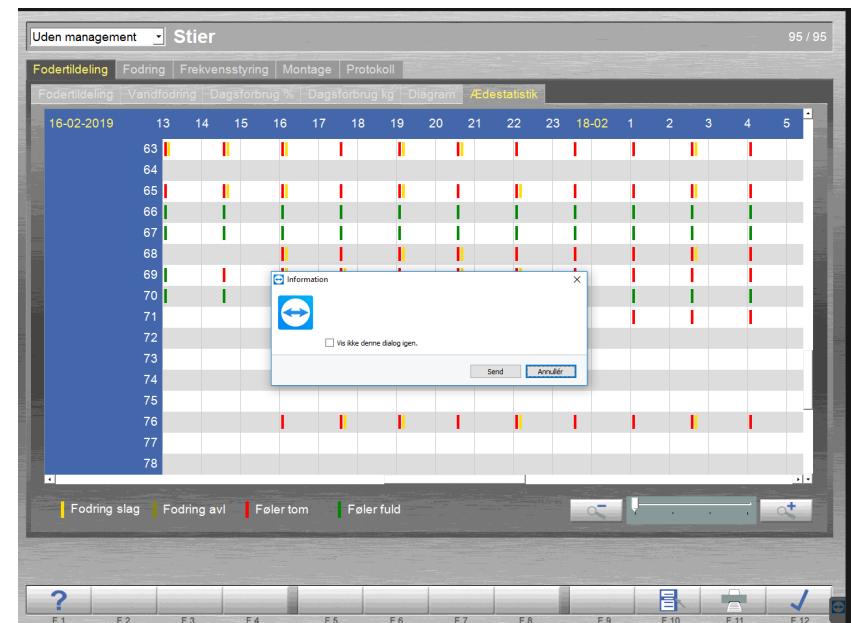 Uden management Stier 95 / 95
Fodertildeling Fodring Frekvensstyring Montage Protokoll
Fodertildeling Vandfodring Dagsforbrug % Dagsforbrug kg Diagram Ædestatistik
16-02-2019 13 14 15 16 17 18 19 20 21 22 23 18-02 1 2 3 4 5
63
64
65
66
67
68
69
70
71
72
73
74
75
76
77
78
Information
Vis ikke denne dialog igen.
Send Annullér
Fodring slag Fodring avl Føler tom Føler fuld
?
F 1 F 2 F 3 F 4 F 5 F 6 F 7 F 8 F 9 F 10 F 11 F 12